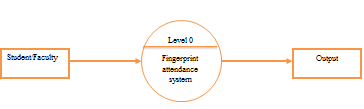 Student/Faculty
Level 0
Fingerprint
attendance
system
Output